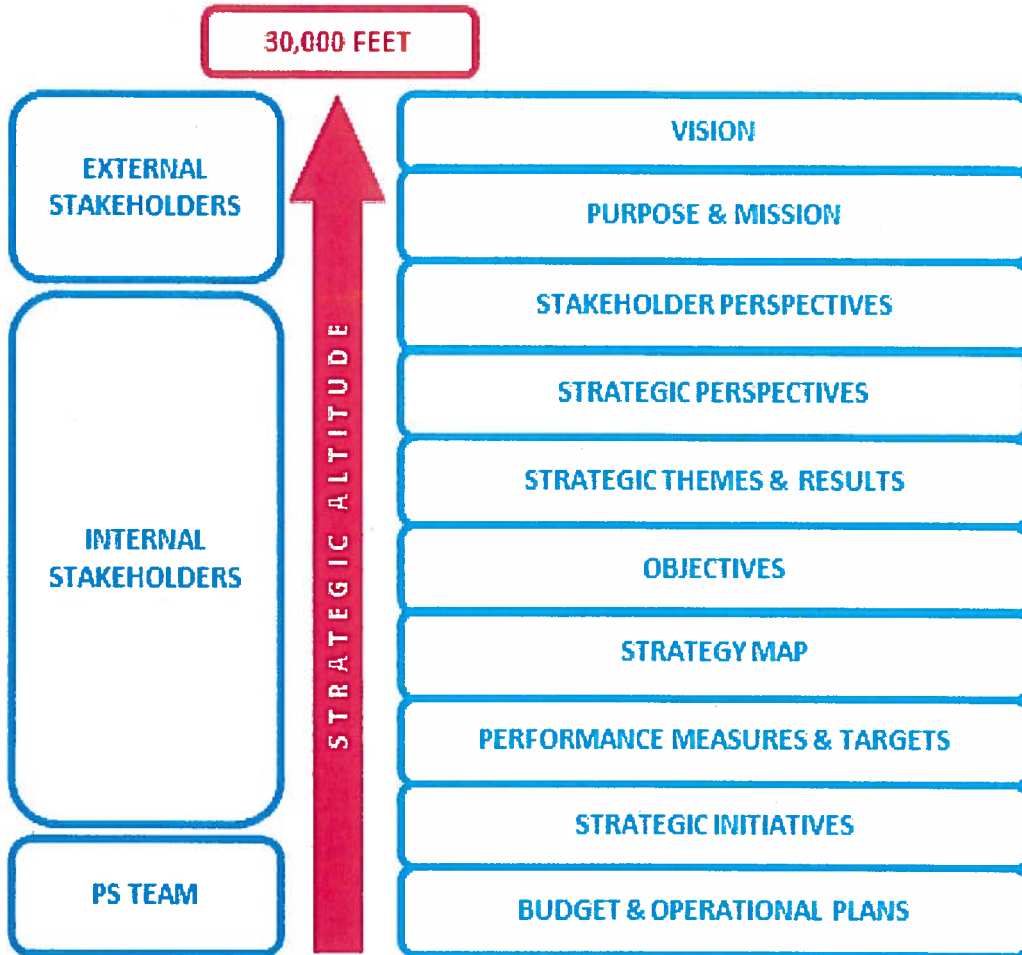 30,000 FEET
EXTERNAL
STAKEHOLDERS
INTERNAL
STAKEHOLDERS
PS TEAM
STRATEGIC ALTITUDE
VISION
PURPOSE & MISSION
STAKEHOLDER PERSPECTIVES
STRATEGIC PERSPECTIVES
STRATEGIC THEMES & RESULTS
OBJECTIVES
STRATEGY MAP
PERFORMANCE MEASURES & TARGETS
STRATEGIC INITIATIVES
BUDGET & OPERATIONAL PLANS